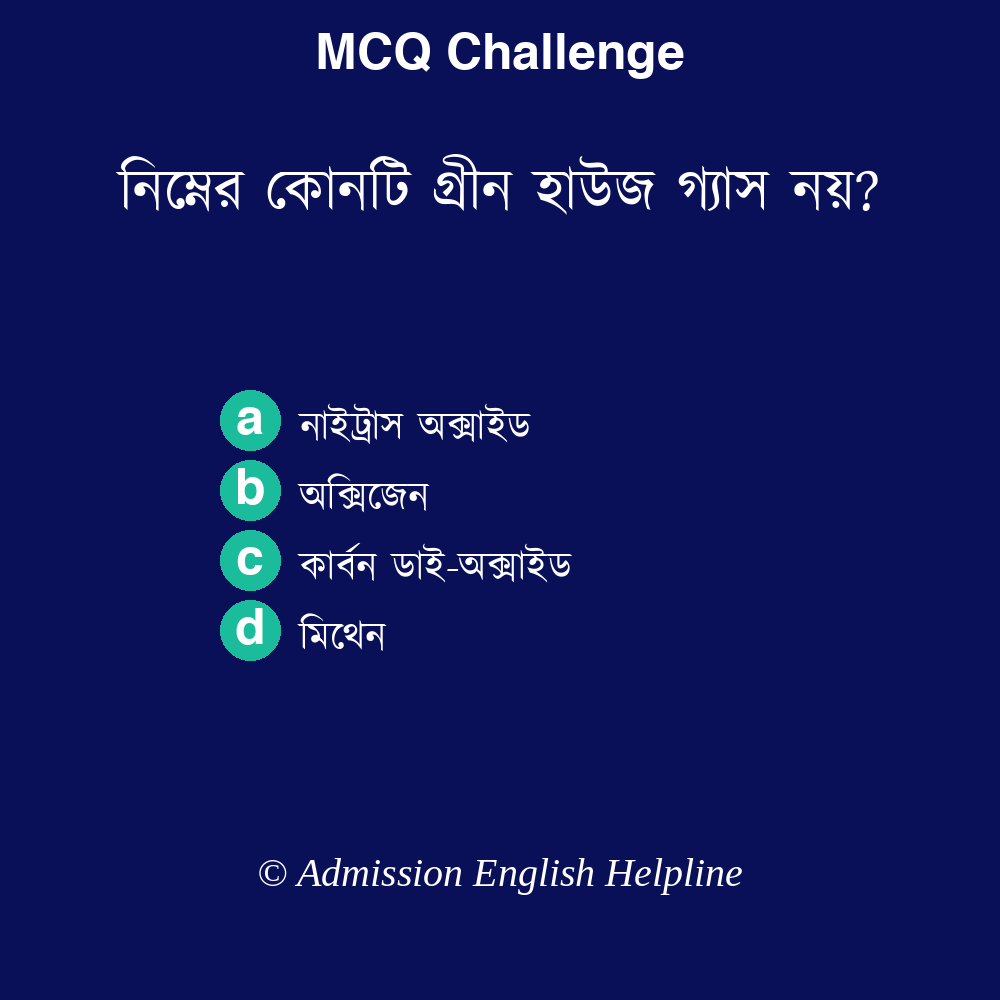 MCQ Challenge
নিম্নের কোনটি গ্রীন হাউজ গ্যাস নয়?
a নাইট্রাস অক্সাইড
b অক্সিজেন
c কার্বন ডাই-অক্সাইড
d মিথেন
© Admission English Helpline